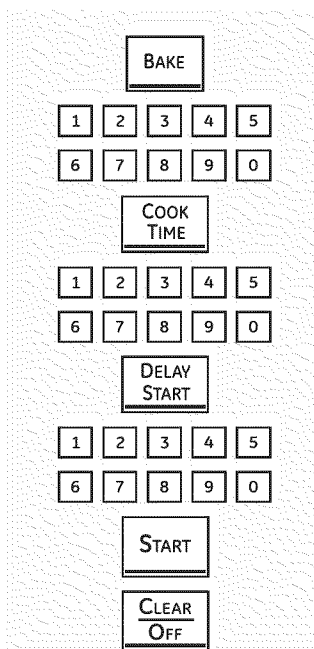 BAKE
1 2 3 4 5
6 7 8 9 0
COOK
TIME
1 2 3 4 5
6 7 8 9 0
DELAY
START
1 2 3 4 5
6 7 8 9 0
START
CLEAR
OFF